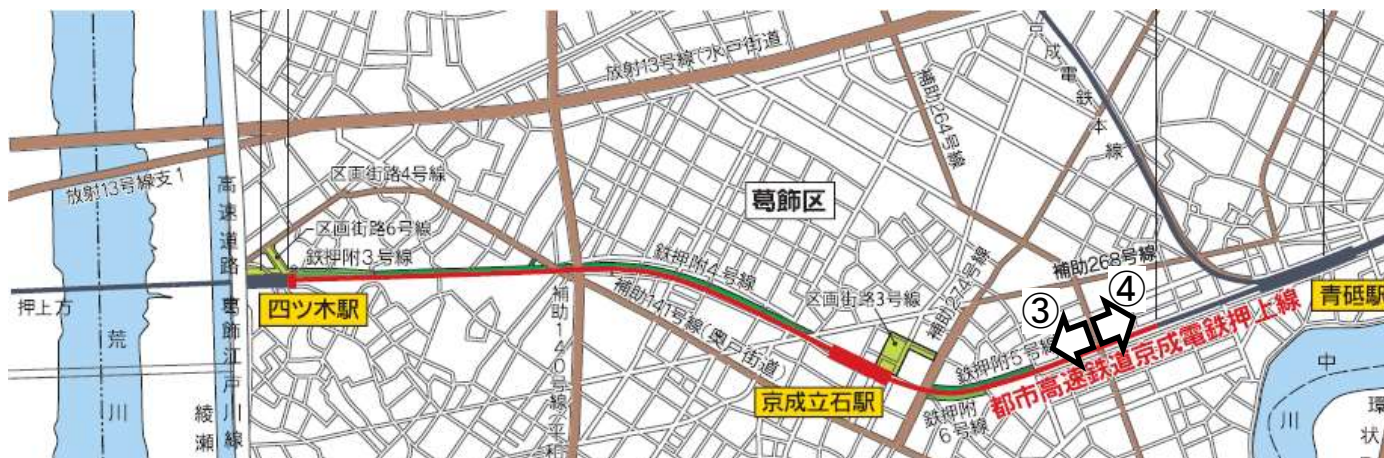 京成電鉄本線
放射13号線(水戸街道)
補助264号線
放射13号線支1
高速道路 葛飾江戸川線
区画街路4号線
葛飾区
区画街路6号線
鉄押附3号線
鉄押附4号線
補助268号線
補助274号線
区画街路3号線
④
③
押上方
四ツ木駅
青砥駅
荒川
補助140号線(平和
補助141号線(奥戸街道)
鉄押附5号線
都市高速鉄道京成電鉄押上線
京成立石駅
鉄押附6号線
中川
綾瀬
環状